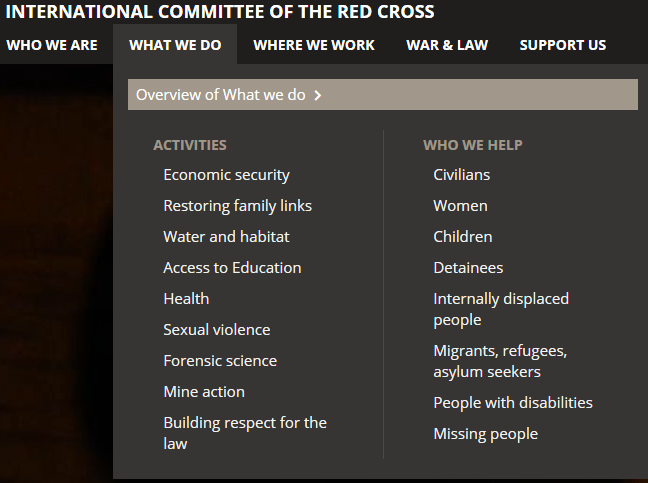 INTERNATIONAL COMMITTEE OF THE RED CROSS
WHO WE ARE
WHAT WE DO
WHERE WE WORK
WAR & LAW
SUPPORT US
Overview of What we do >
ACTIVITIES
Economic security
Restoring family links
Water and habitat
Access to Education
Health
Sexual violence
Forensic science
Mine action
Building respect for the
law
WHO WE HELP
Civilians
Women
Children
Detainees
Internally displaced
people
Migrants, refugees,
asylum seekers
People with disabilities
Missing people